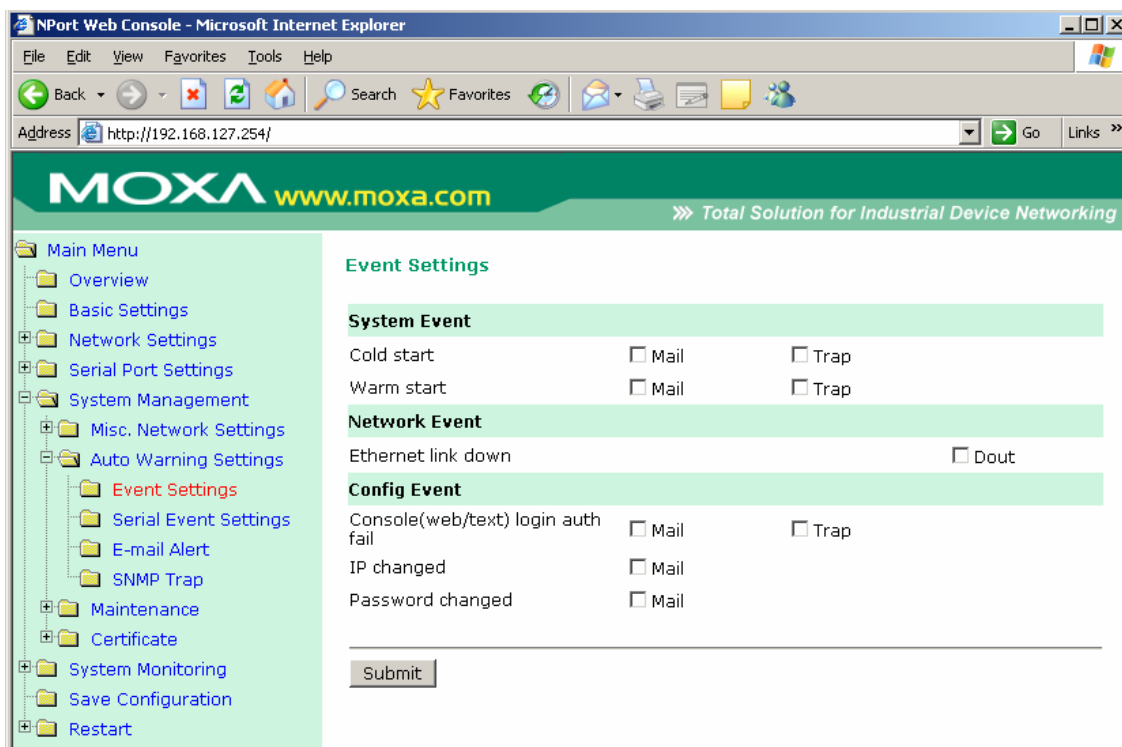 NPort Web Console - Microsoft Internet Explorer
File Edit View Favorites Tools Help
Back Search Favorites
Address http://192.168.127.254/ Go Links »
MOXA www.moxa.com
Total Solution for Industrial Device Networking
Main Menu
Overview
Basic Settings
Network Settings
Serial Port Settings
System Management
Misc. Network Settings
Auto Warning Settings
Event Settings
Serial Event Settings
E-mail Alert
SNMP Trap
Maintenance
Certificate
System Monitoring
Save Configuration
Restart
Event Settings
System Event
Cold start Mail Trap
Warm start Mail Trap
Network Event
Ethernet link down Dout
Config Event
Console(web/text) login auth
fail Mail Trap
IP changed Mail
Password changed Mail
Submit